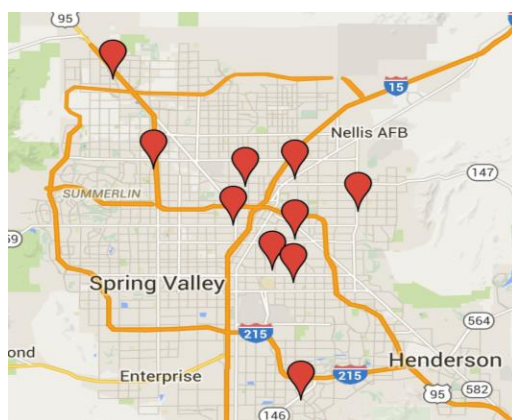 95
15
Nellis AFB
147
SUMMERLIN
59
Spring Valley
215
564
ond
Henderson
Enterprise
215
95
582
146